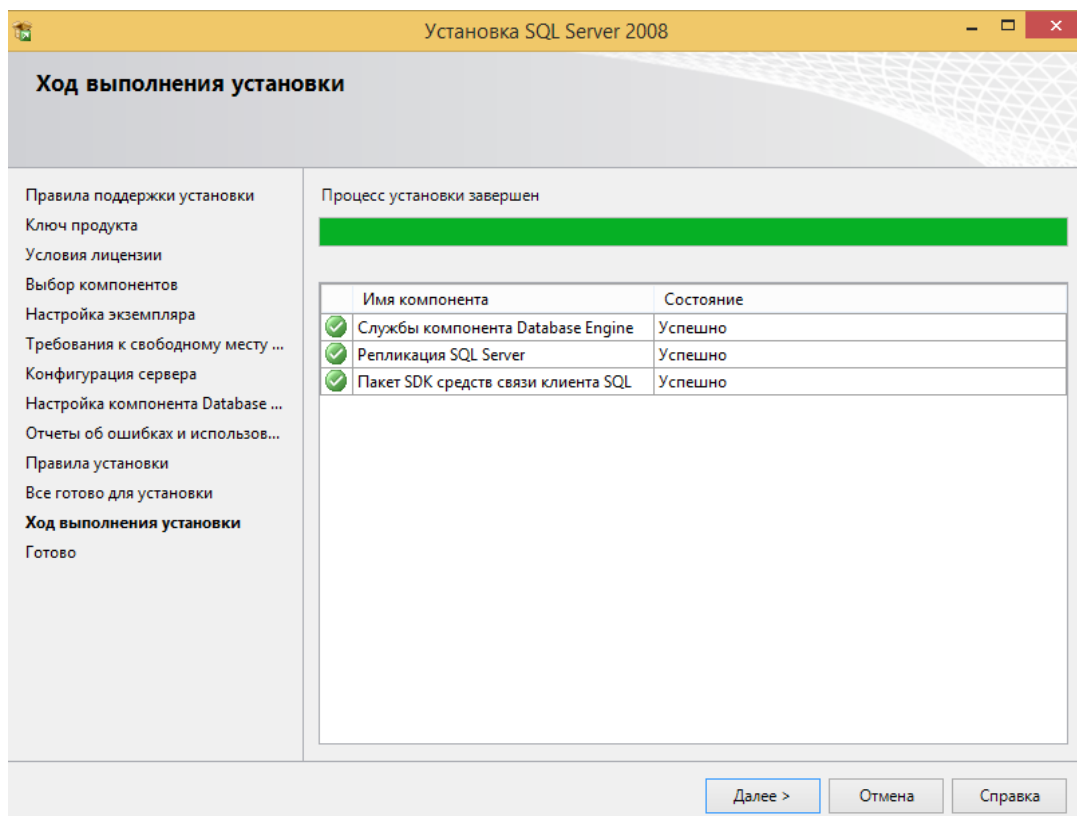 Установка SQL Server 2008
Ход выполнения установки
Правила поддержки установки
Ключ продукта
Условия лицензии
Выбор компонентов
Настройка экземпляра
Требования к свободному месту ...
Конфигурация сервера
Настройка компонента Database ...
Отчеты об ошибках и использов...
Правила установки
Все готово для установки
Ход выполнения установки
Готово
Процесс установки завершен
Имя компонента Состояние
Службы компонента Database Engine Успешно
Репликация SQL Server Успешно
Пакет SDK средств связи клиента SQL Успешно
Далее > Отмена Справка